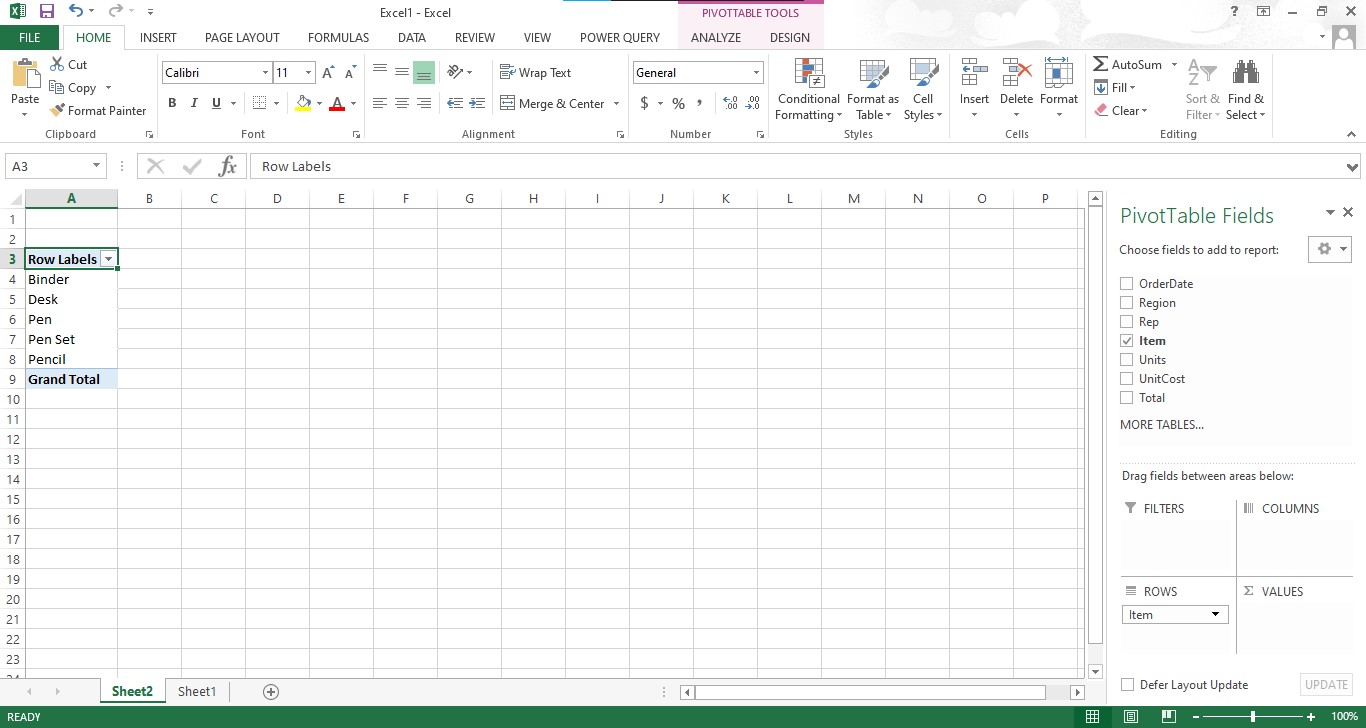 Excel1 - Excel
PIVOTTABLE TOOLS
?
FILE HOME INSERT PAGE LAYOUT FORMULAS DATA REVIEW VIEW POWER QUERY ANALYZE DESIGN
Paste
Cut
Copy
Format Painter
Clipboard
Calibri 11
B I U
Font
Wrap Text
Merge & Center
Alignment
General
$ % ,
Number
Conditional Formatting
Format as Table
Cell Styles
Styles
Insert Delete Format
Cells
AutoSum
Fill
Clear
Sort & Filter
Find & Select
Editing
A3 fx Row Labels
A B C D E F G H I J K L M N O P
1
2
3 Row Labels
4 Binder
5 Desk
6 Pen
7 Pen Set
8 Pencil
9 Grand Total
10
11
12
13
14
15
16
17
18
19
20
21
22
23
24
PivotTable Fields
Choose fields to add to report:
OrderDate
Region
Rep
Item
Units
UnitCost
Total
MORE TABLES...
Drag fields between areas below:
FILTERS COLUMNS
ROWS Σ VALUES
Item
Defer Layout Update UPDATE
Sheet2 Sheet1
READY 100%